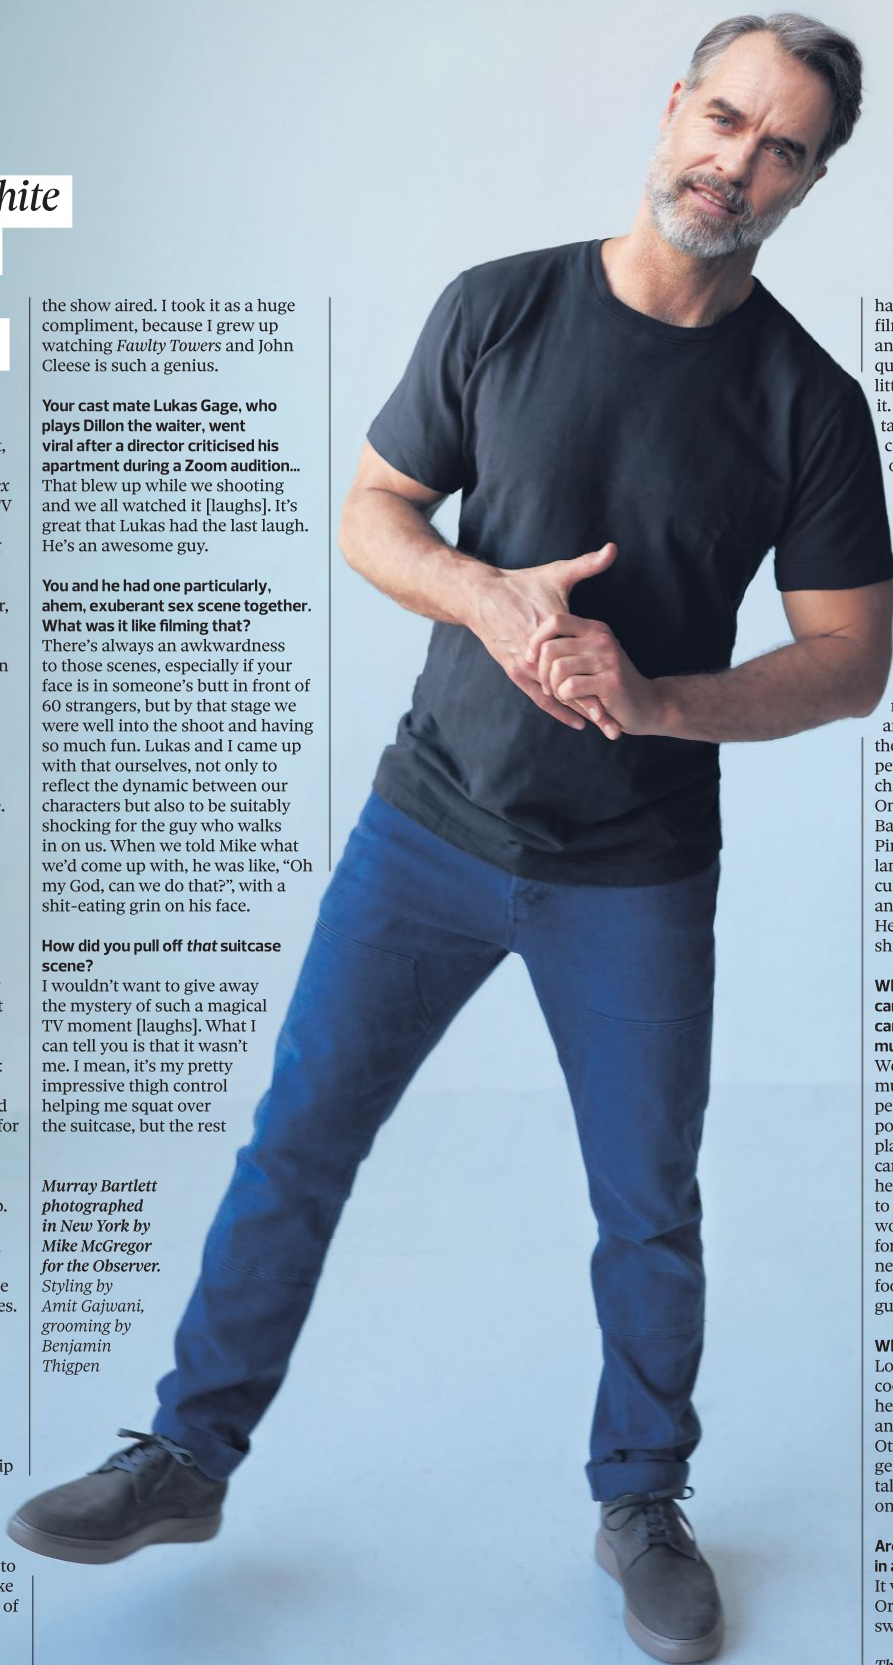 hite
the show aired. I took it as a huge
compliment, because I grew up
watching Fawlty Towers and John
Cleese is such a genius.
Your cast mate Lukas Gage, who
plays Dillon the waiter, went
viral after a director criticised his
apartment during a Zoom audition...
That blew up while we shooting
and we all watched it [laughs]. It's
great that Lukas had the last laugh.
He's an awesome guy.
You and he had one particularly,
ahem, exuberant sex scene together.
What was it like filming that?
There's always an awkwardness
to those scenes, especially if your
face is in someone's butt in front of
60 strangers, but by that stage we
were well into the shoot and having
so much fun. Lukas and I came up
with that ourselves, not only to
reflect the dynamic between our
characters but also to be suitably
shocking for the guy who walks
in on us. When we told Mike what
we'd come up with, he was like, “Oh
my God, can we do that?”, with a
shit-eating grin on his face.
How did you pull off that suitcase
scene?
I wouldn't want to give away
the mystery of such a magical
TV moment [laughs]. What I
can tell you is that it wasn't
me. I mean, it's my pretty
impressive thigh control
helping me squat over
the suitcase, but the rest
Murray Bartlett
photographed
in New York by
Mike McGregor
for the Observer.
Styling by
Amit Gajwani,
grooming by
Benjamin
Thigpen